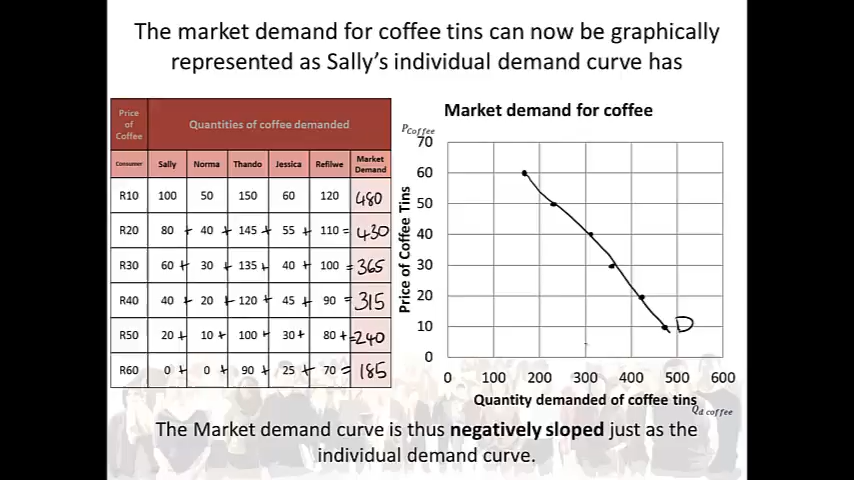 The market demand for coffee tins can now be graphically
represented as Sally's individual demand curve has
Price of Coffee Quantities of coffee demanded
Consumer Sally Norma Thando Jessica Refilwe Market Demand
R10 100 50 150 60 120 480
R20 80 + 40 + 145 + 55 + 110 = 430
R30 60 + 30 + 135 + 40 + 100 = 365
R40 40 + 20 + 120 + 45 + 90 = 315
R50 20 + 10 + 100 + 30 + 80 + = 240
R60 0 + 0 + 90 + 25 + 70 = 185
Market demand for coffee
P Coffee
70
60
50
40
30
20
10
0
Price of Coffee Tins
D
0 100 200 300 400 500 600
Quantity demanded of coffee tins
Qd coffee
The Market demand curve is thus negatively sloped just as the
individual demand curve.